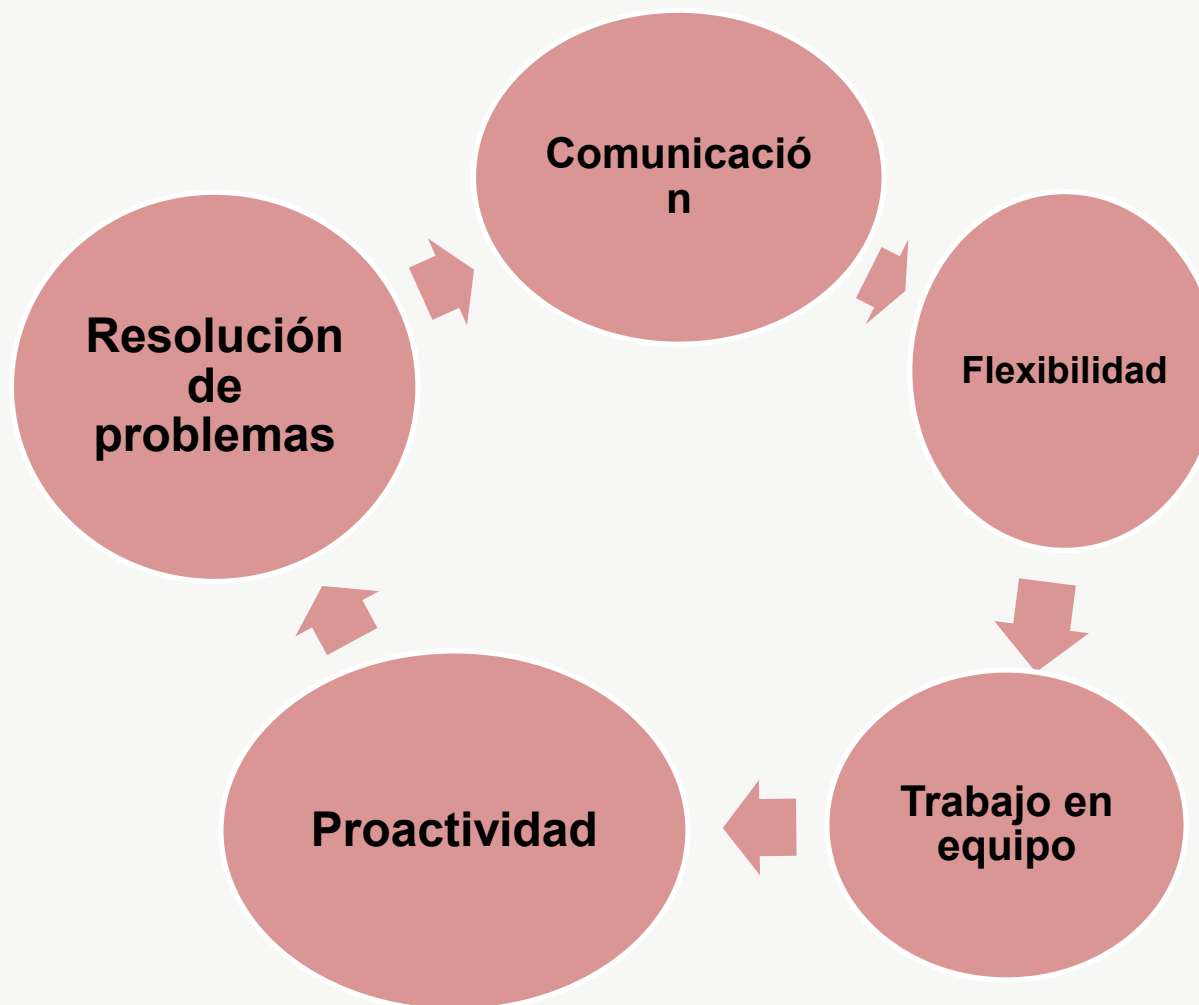 Comunicació
n
Flexibilidad
Trabajo en
equipo
Proactividad
Resolución
de
problemas